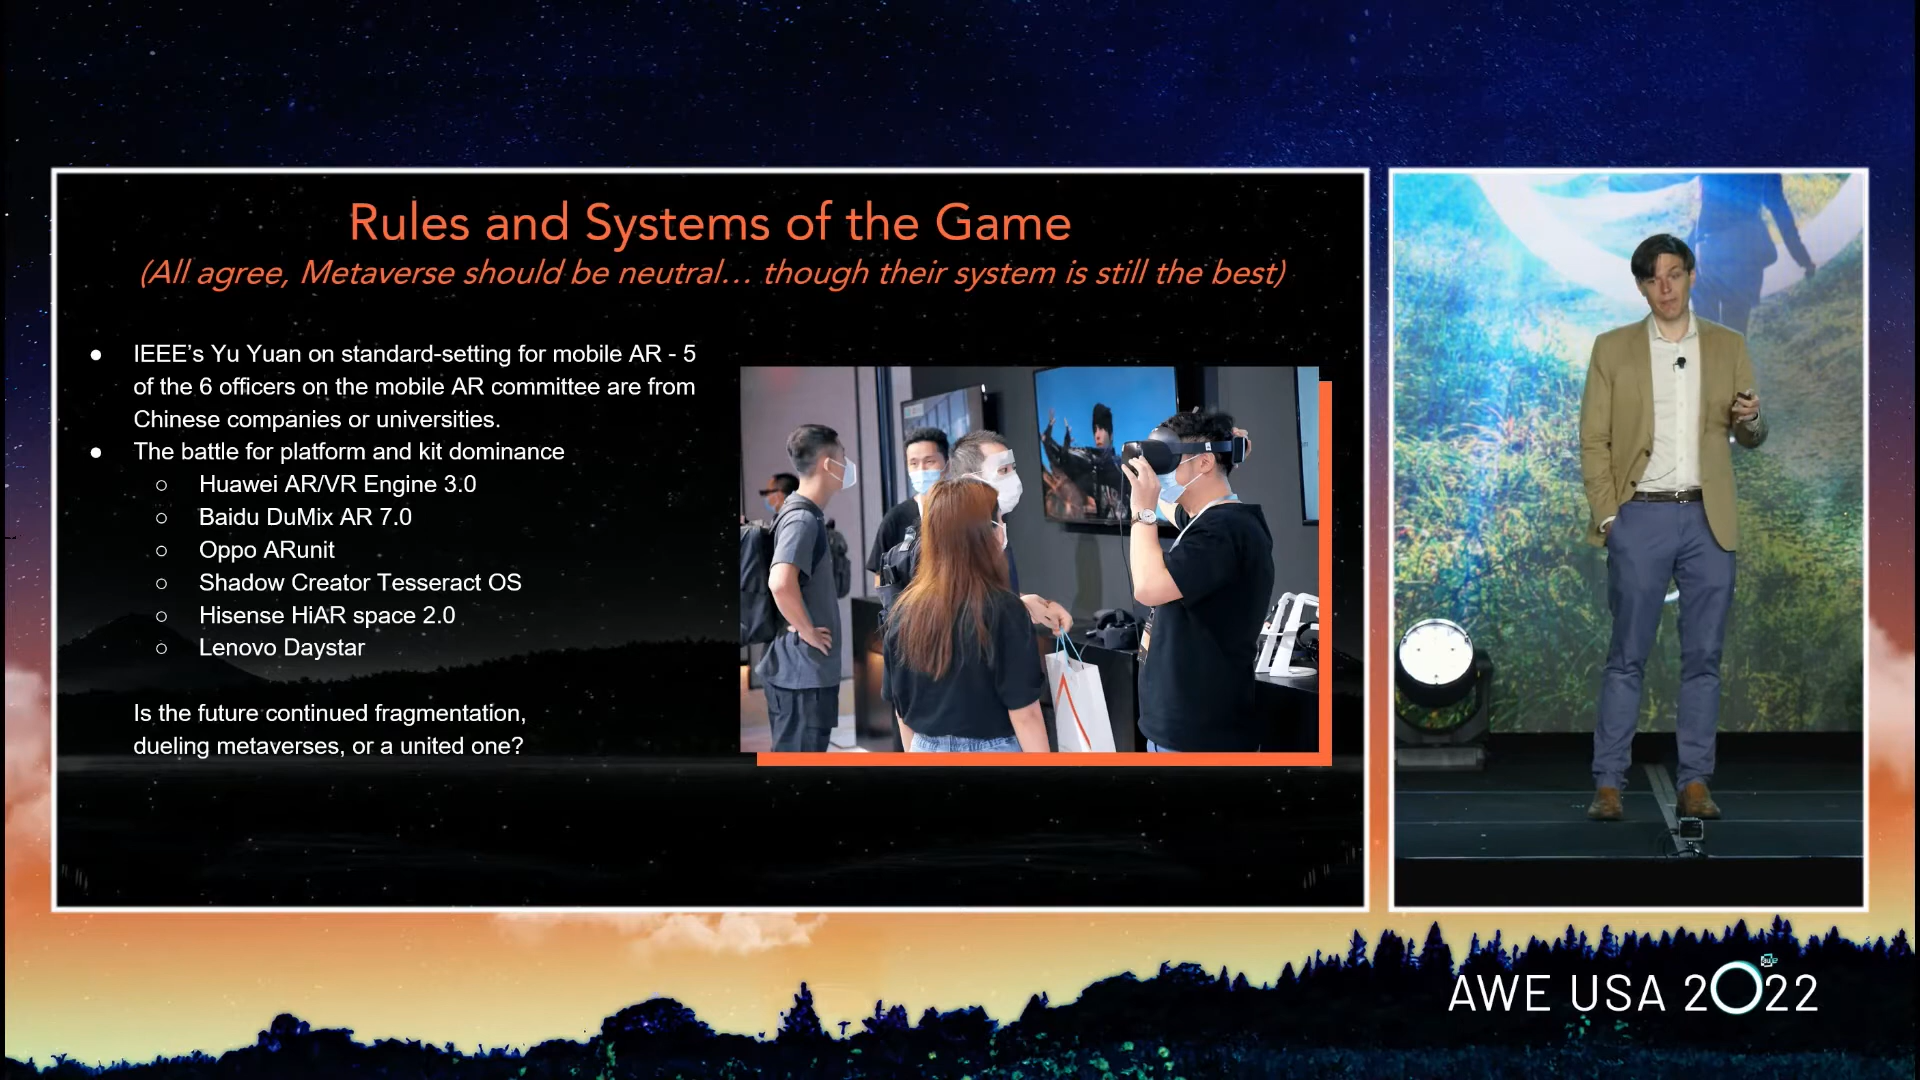 Rules and Systems of the Game
(All agree, Metaverse should be neutral... though their system is still the best)
● IEEE’s Yu Yuan on standard-setting for mobile AR - 5
of the 6 officers on the mobile AR committee are from
Chinese companies or universities.
● The battle for platform and kit dominance
○ Huawei AR/VR Engine 3.0
○ Baidu DuMix AR 7.0
○ Oppo ARunit
○ Shadow Creator Tesseract OS
○ Hisense HiAR space 2.0
○ Lenovo Daystar
Is the future continued fragmentation,
dueling metaverses, or a united one?
AWE USA 2022